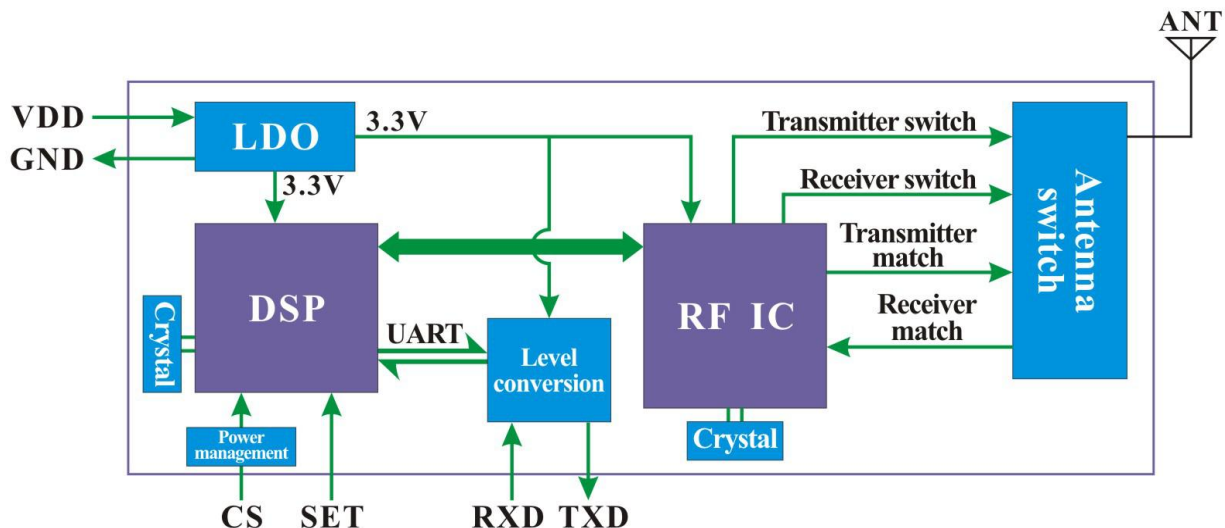 ANT
VDD
GND
LDO
3.3V
3.3V
Transmitter switch
Receiver switch
Transmitter
match
Receiver
match
Antenna
switch
DSP
RF IC
Crystal
UART
Level
conversion
Crystal
Power
management
CS
SET
RXD
TXD